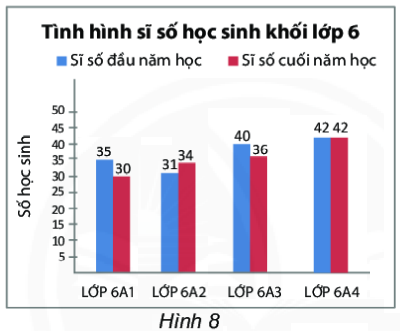 Tình hình sĩ số học sinh khối lớp 6
Sĩ số đầu năm học Sĩ số cuối năm học
Số học sinh
50
45
40
35
30
25
20
15
10
5
35 30 31 34 40 36 42 42
LỚP 6A1 LỚP 6A2 LỚP 6A3 LỚP 6A4
Hình 8